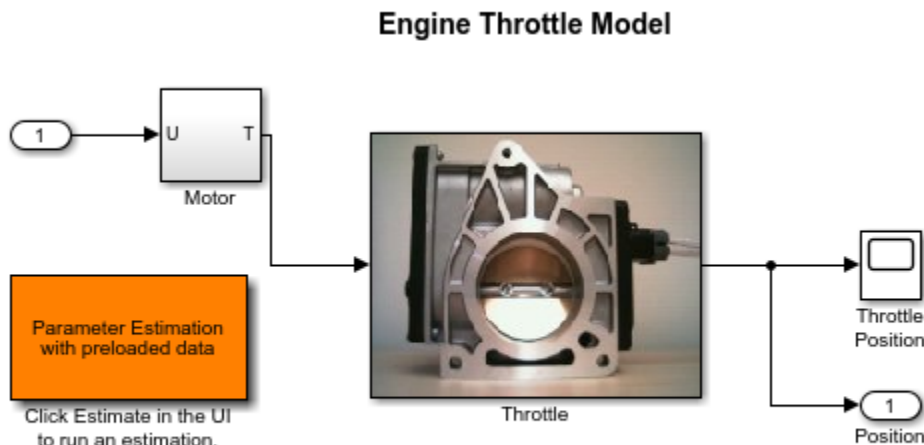 Engine Throttle Model
1
U T
Motor
Parameter Estimation
with preloaded data
Click Estimate in the UI
to run an estimation.
Throttle
Throttle
Position
1
Position